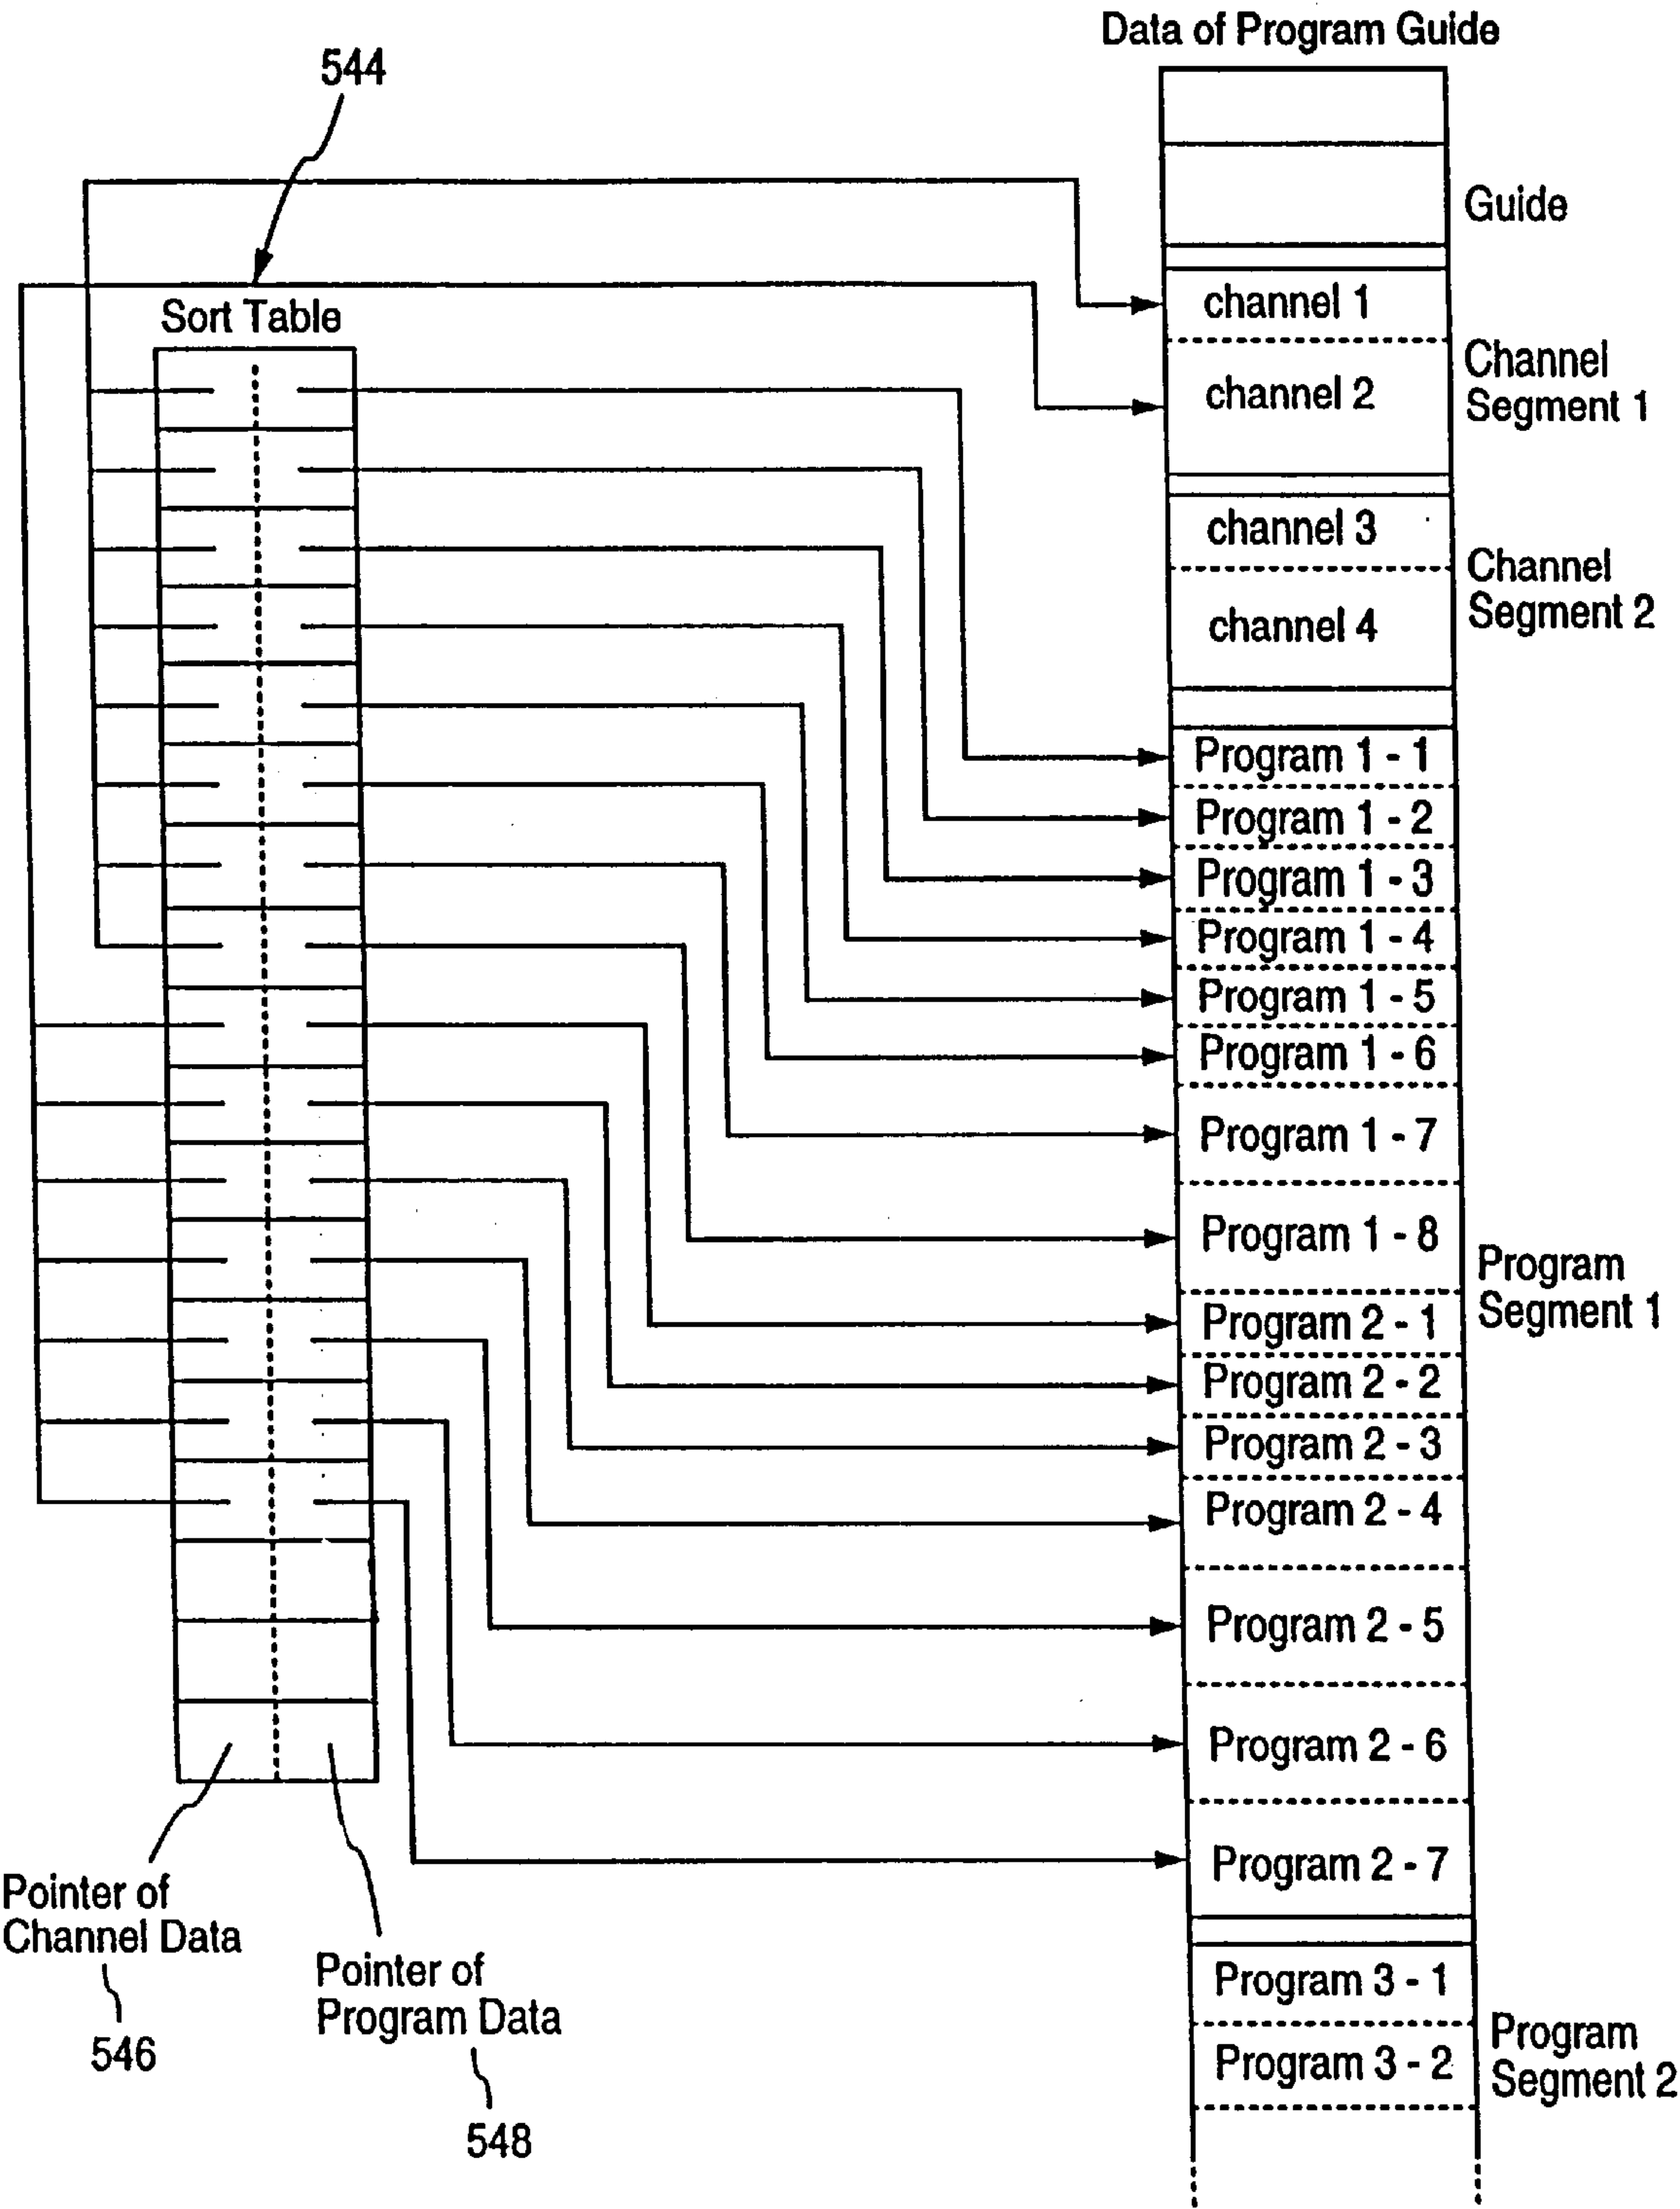 Data of Program Guide
544
Guide
Sort Table
channel 1
channel 2
Channel
Segment 1
channel 3
channel 4
Channel
Segment 2
Program 1 - 1
Program 1 - 2
Program 1 - 3
Program 1 - 4
Program 1 - 5
Program 1 - 6
Program 1 - 7
Program 1 - 8
Program 2 - 1
Program 2 - 2
Program 2 - 3
Program 2 - 4
Program 2 - 5
Program 2 - 6
Program 2 - 7
Program
Segment 1
Pointer of
Channel Data
546
Pointer of
Program Data
548
Program 3 - 1
Program 3 - 2
Program
Segment 2